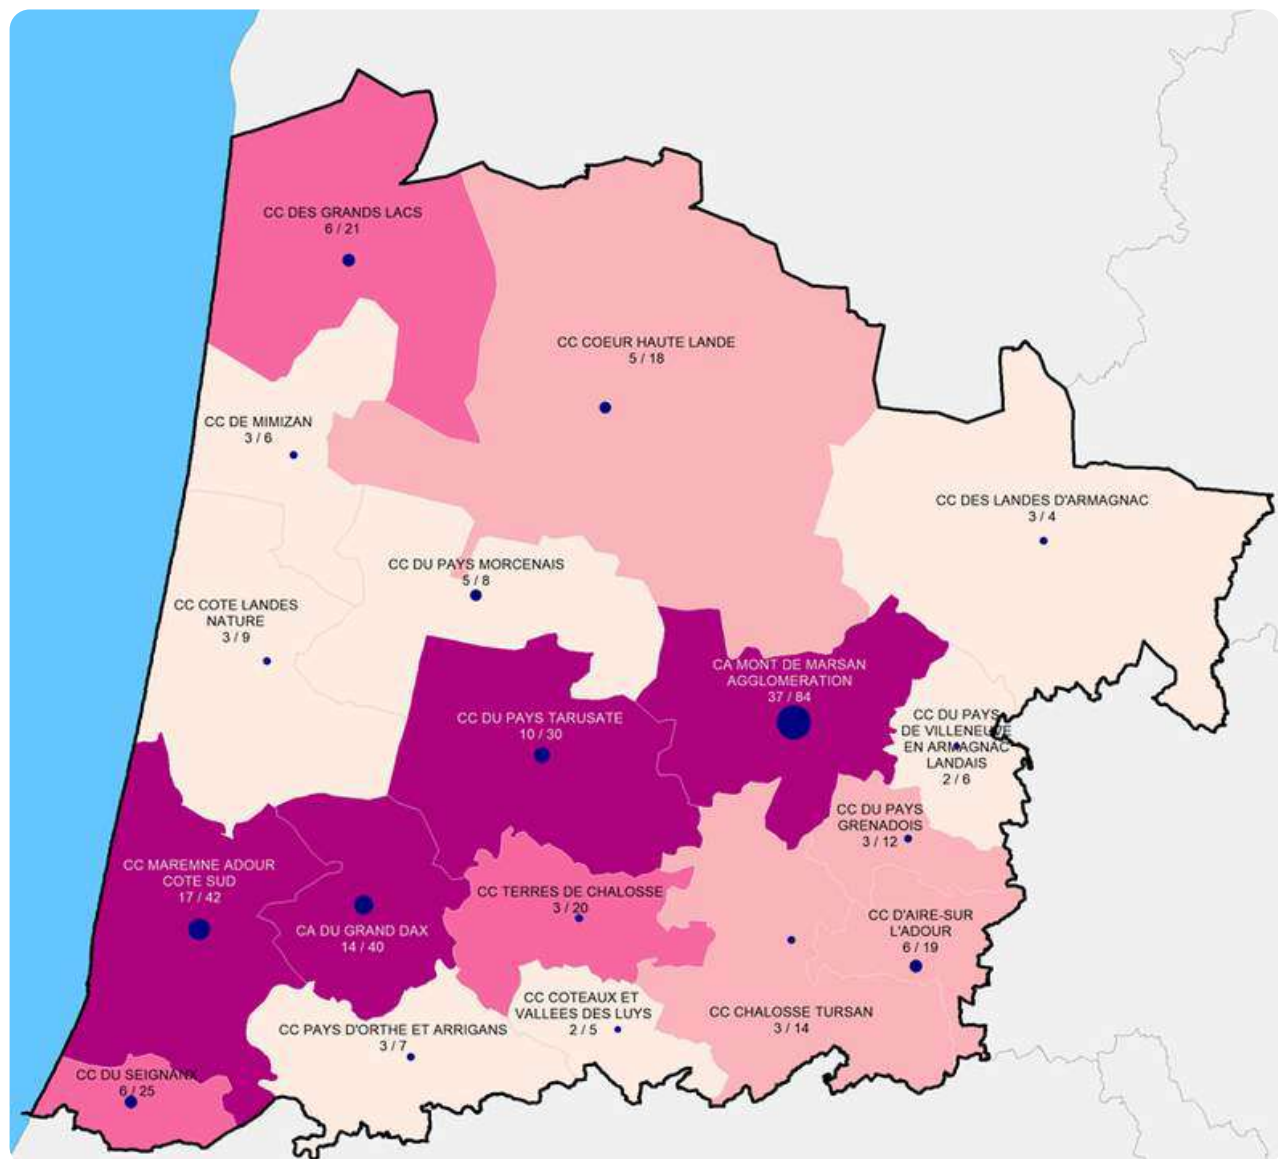 CC DES GRANDS LACS
6 / 21
CC COEUR HAUTE LANDE
5 / 18
CC DE MIMIZAN
3 / 6
CC DES LANDES D'ARMAGNAC
3 / 4
CC DU PAYS MORCENAIS
5 / 8
CC COTE LANDES
NATURE
3 / 9
CA MONT DE MARSAN
AGGLOMERATION
37 / 84
CC DU PAYS TARUSATE
10 / 30
CC DU PAYS
DE VILLENEUVE
EN ARMAGNAC
LANDAIS
2 / 6
CC DU PAYS
GRENADOIS
3 / 12
CC MAREMNE ADOUR
COTE SUD
17 / 42
CA DU GRAND DAX
14 / 40
CC TERRES DE CHALOSSE
3 / 20
CC D'AIRE-SUR
L'ADOUR
6 / 19
CC COTEAUX ET
VALLEES DES LUYS
2 / 5
CC CHALOSSE TURSAN
3 / 14
CC PAYS D'ORTHE ET ARRIGANS
3 / 7
CC DU SEIGNANX
6 / 25